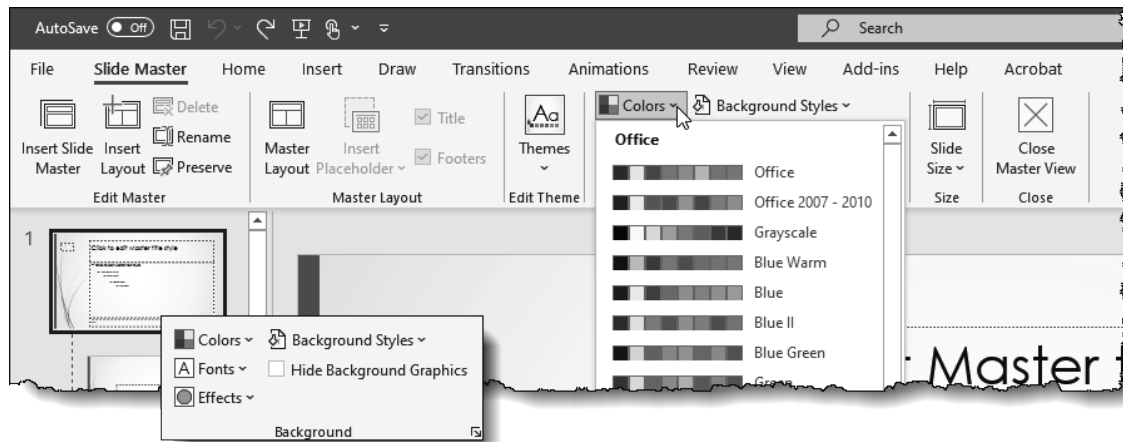 AutoSave Off Search
File Slide Master Home Insert Draw Transitions Animations Review View Add-ins Help Acrobat
Insert Slide Master
Insert Layout
Delete
Rename
Preserve
Edit Master
Master Layout
Insert Placeholder
Title
Footers
Master Layout
Aa
Themes
Edit Theme
Colors
Background Styles
Office
Office
Office 2007 - 2010
Grayscale
Blue Warm
Blue
Blue II
Blue Green
Green
Slide Size
Size
Close Master View
Close
1
Click to edit Master title style
Master
Colors
Background Styles
A Fonts
Hide Background Graphics
Effects
Background